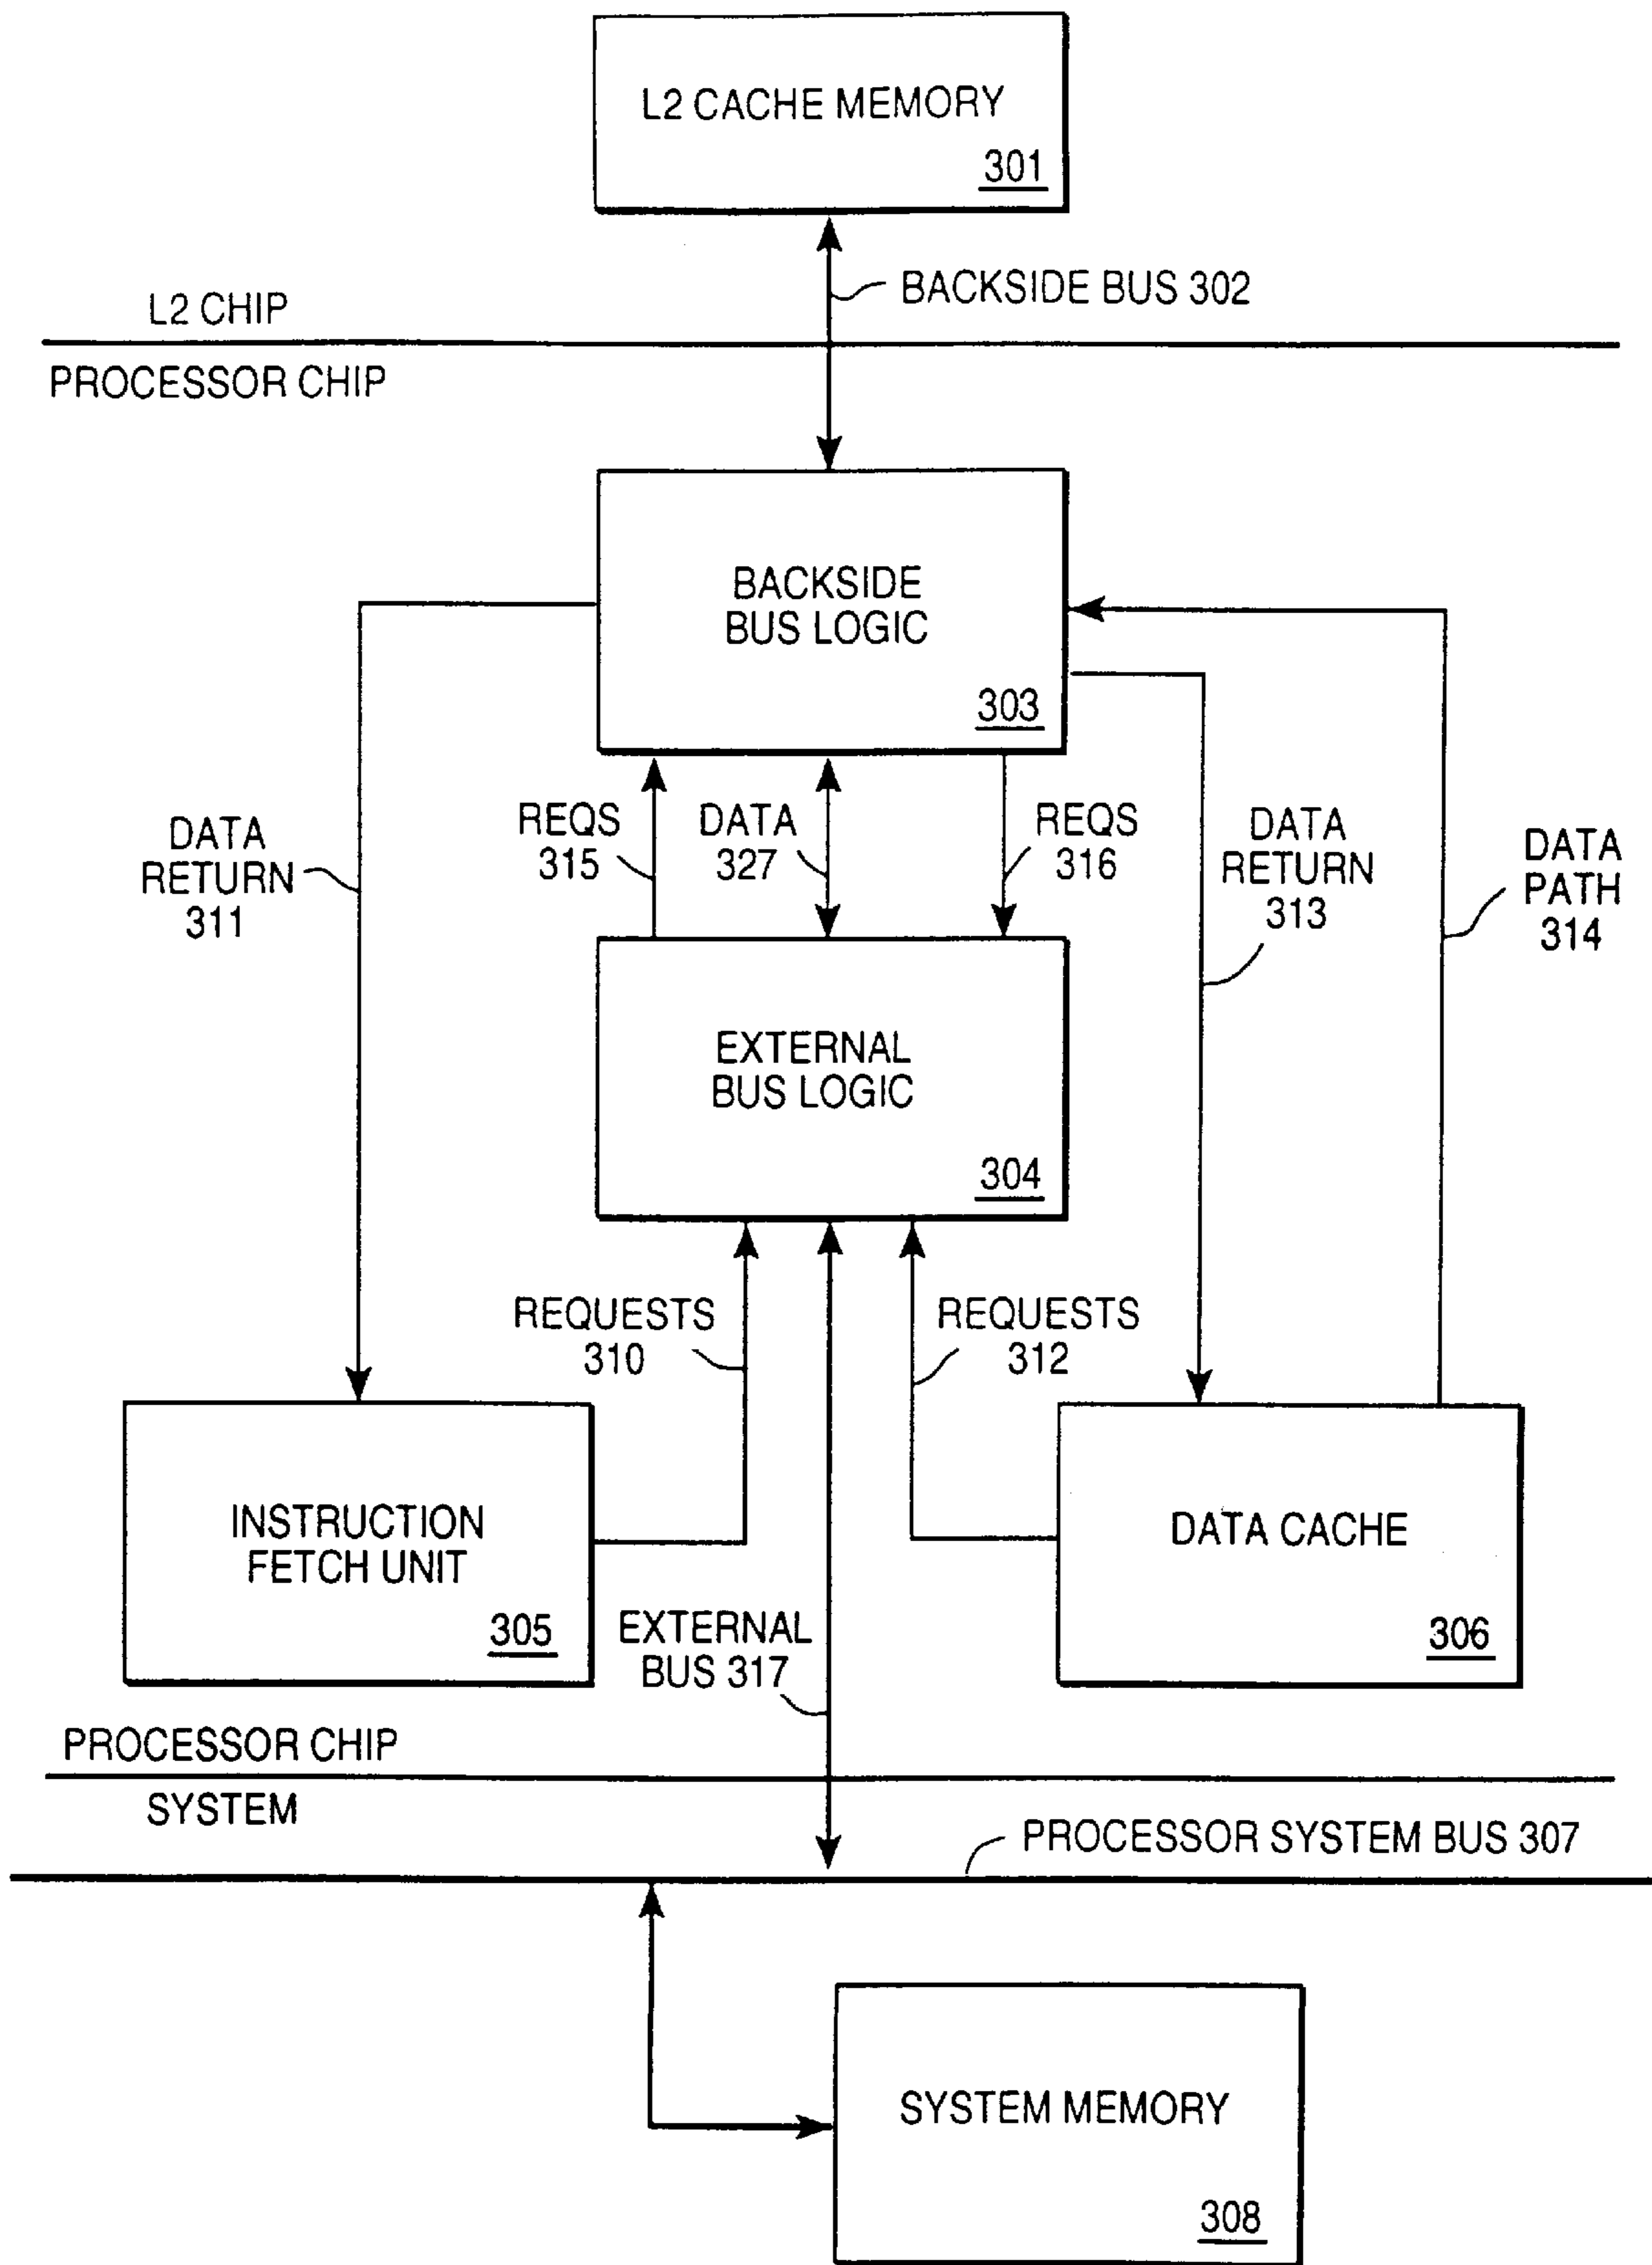 L2 CACHE MEMORY
301
BACKSIDE BUS 302
L2 CHIP
PROCESSOR CHIP
BACKSIDE
BUS LOGIC
303
DATA
RETURN
311
REQS
315
DATA
327
REQS
316
DATA
RETURN
313
DATA
PATH
314
EXTERNAL
BUS LOGIC
304
REQUESTS
310
REQUESTS
312
INSTRUCTION
FETCH UNIT
305
DATA CACHE
306
EXTERNAL
BUS 317
PROCESSOR CHIP
SYSTEM
PROCESSOR SYSTEM BUS 307
SYSTEM MEMORY
308